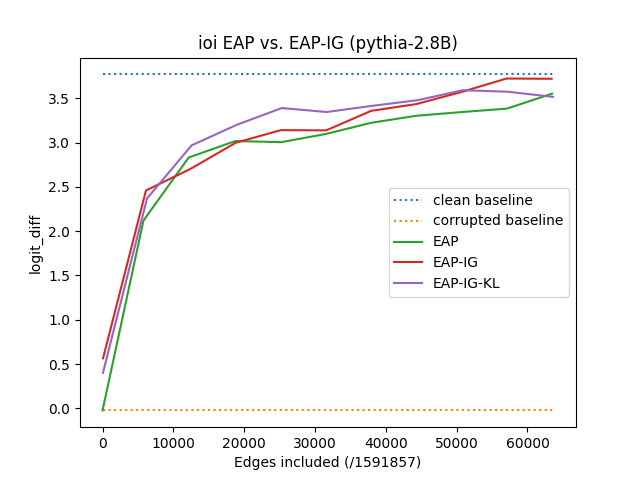 ioi EAP vs. EAP-IG (pythia-2.8B)
logit_diff
3.5
3.0
2.5
2.0
1.5
1.0
0.5
0.0
clean baseline
corrupted baseline
EAP
EAP-IG
EAP-IG-KL
0 10000 20000 30000 40000 50000 60000
Edges included (/1591857)